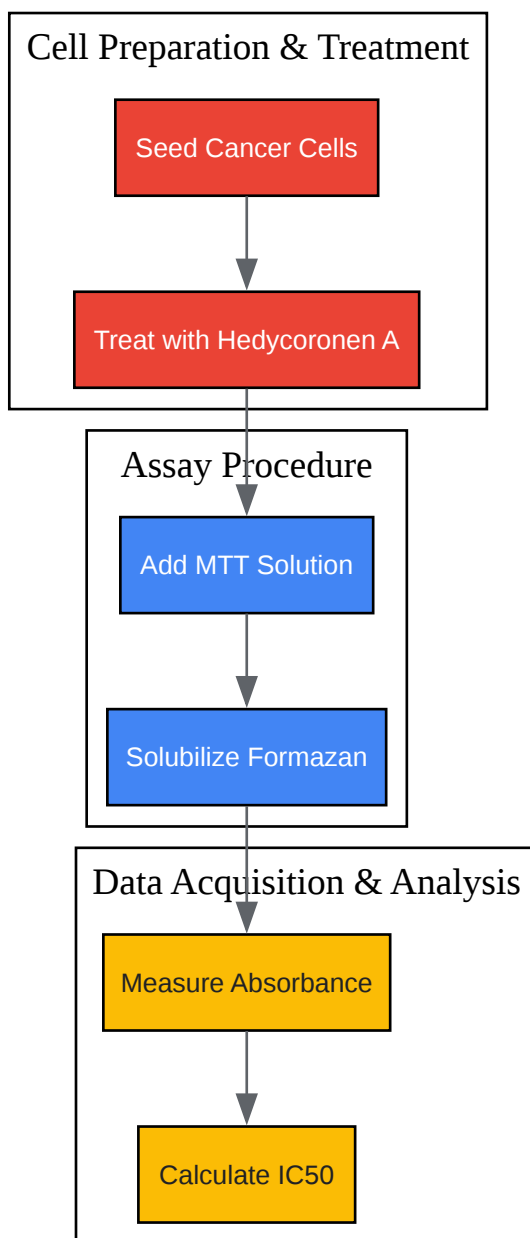 Cell Preparation & Treatment
Seed Cancer Cells
Treat with Hedycoronen A
Assay Procedure
Add MTT Solution
Solubilize Formazan
Data Acquisition & Analysis
Measure Absorbance
Calculate IC50